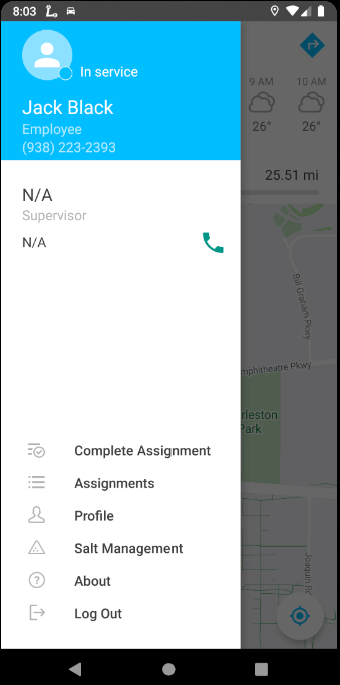 8:03
In service
Jack Black
Employee
(938) 223-2393
N/A
Supervisor
N/A
Complete Assignment
Assignments
Profile
Salt Management
About
Log Out
9 AM 10 AM
26° 26°
25.51 mi
Bill Graham Pkwy
mphitheatre Pkwy
rleston
Park
Joaquin R